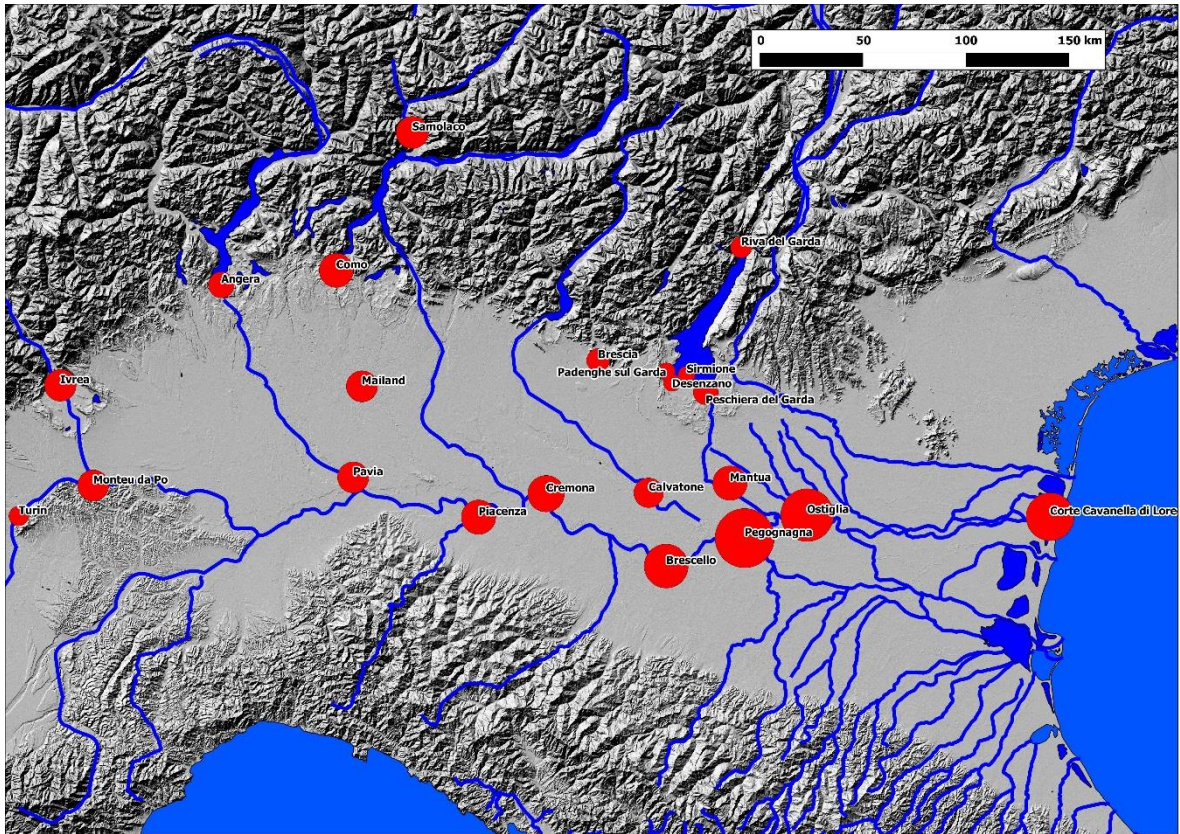 0 50 100 150 km
Samolaco
Riva del Garda
Como
Angera
Brescia
Sirmione
Padenghe sul Garda
Desenzano
Ivrea
Mailand
Peschiera del Garda
Pavia
Mantua
Monteu da Po
Cremona
Calvatone
Ostiglia
Turin
Piacenza
Corte Cavanella di Lore
Pegognagna
Brescello